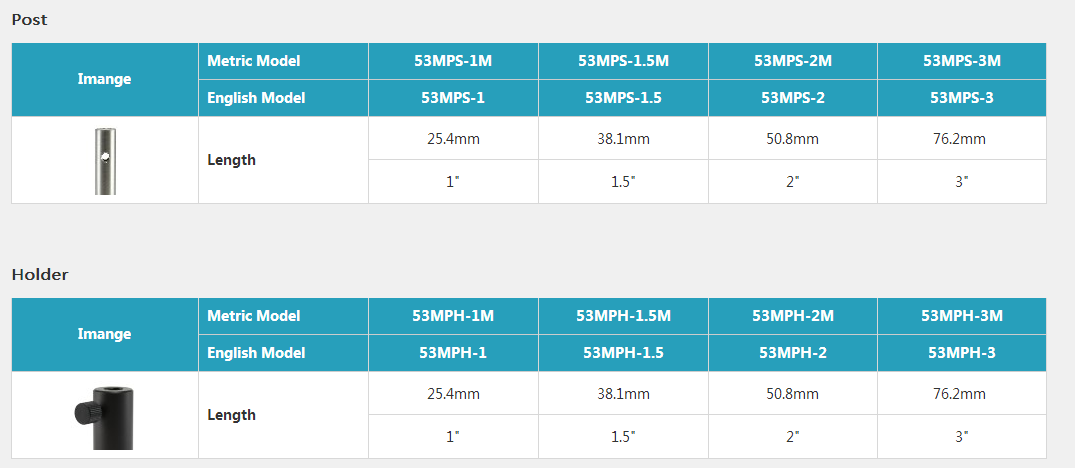 Post
Imange
Metric Model 53MPS-1M 53MPS-1.5M 53MPS-2M 53MPS-3M
English Model 53MPS-1 53MPS-1.5 53MPS-2 53MPS-3
Length
25.4mm 38.1mm 50.8mm 76.2mm
1" 1.5" 2" 3"
Holder
Imange
Metric Model 53MPH-1M 53MPH-1.5M 53MPH-2M 53MPH-3M
English Model 53MPH-1 53MPH-1.5 53MPH-2 53MPH-3
Length
25.4mm 38.1mm 50.8mm 76.2mm
1" 1.5" 2" 3"